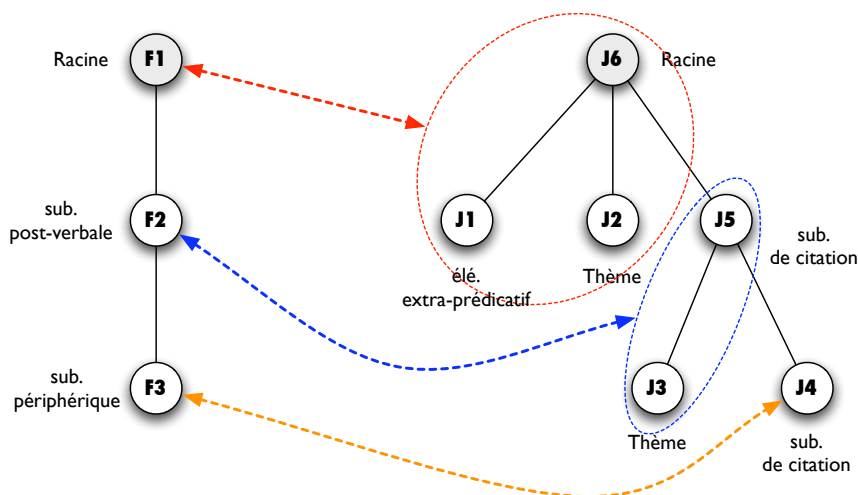 Racine
F1
J6
Racine
sub.
post-verbale
F2
J1
J2
J5
sub.
de citation
élé.
extra-prédicatif
Thème
sub.
périphérique
F3
J3
J4
Thème
sub.
de citation